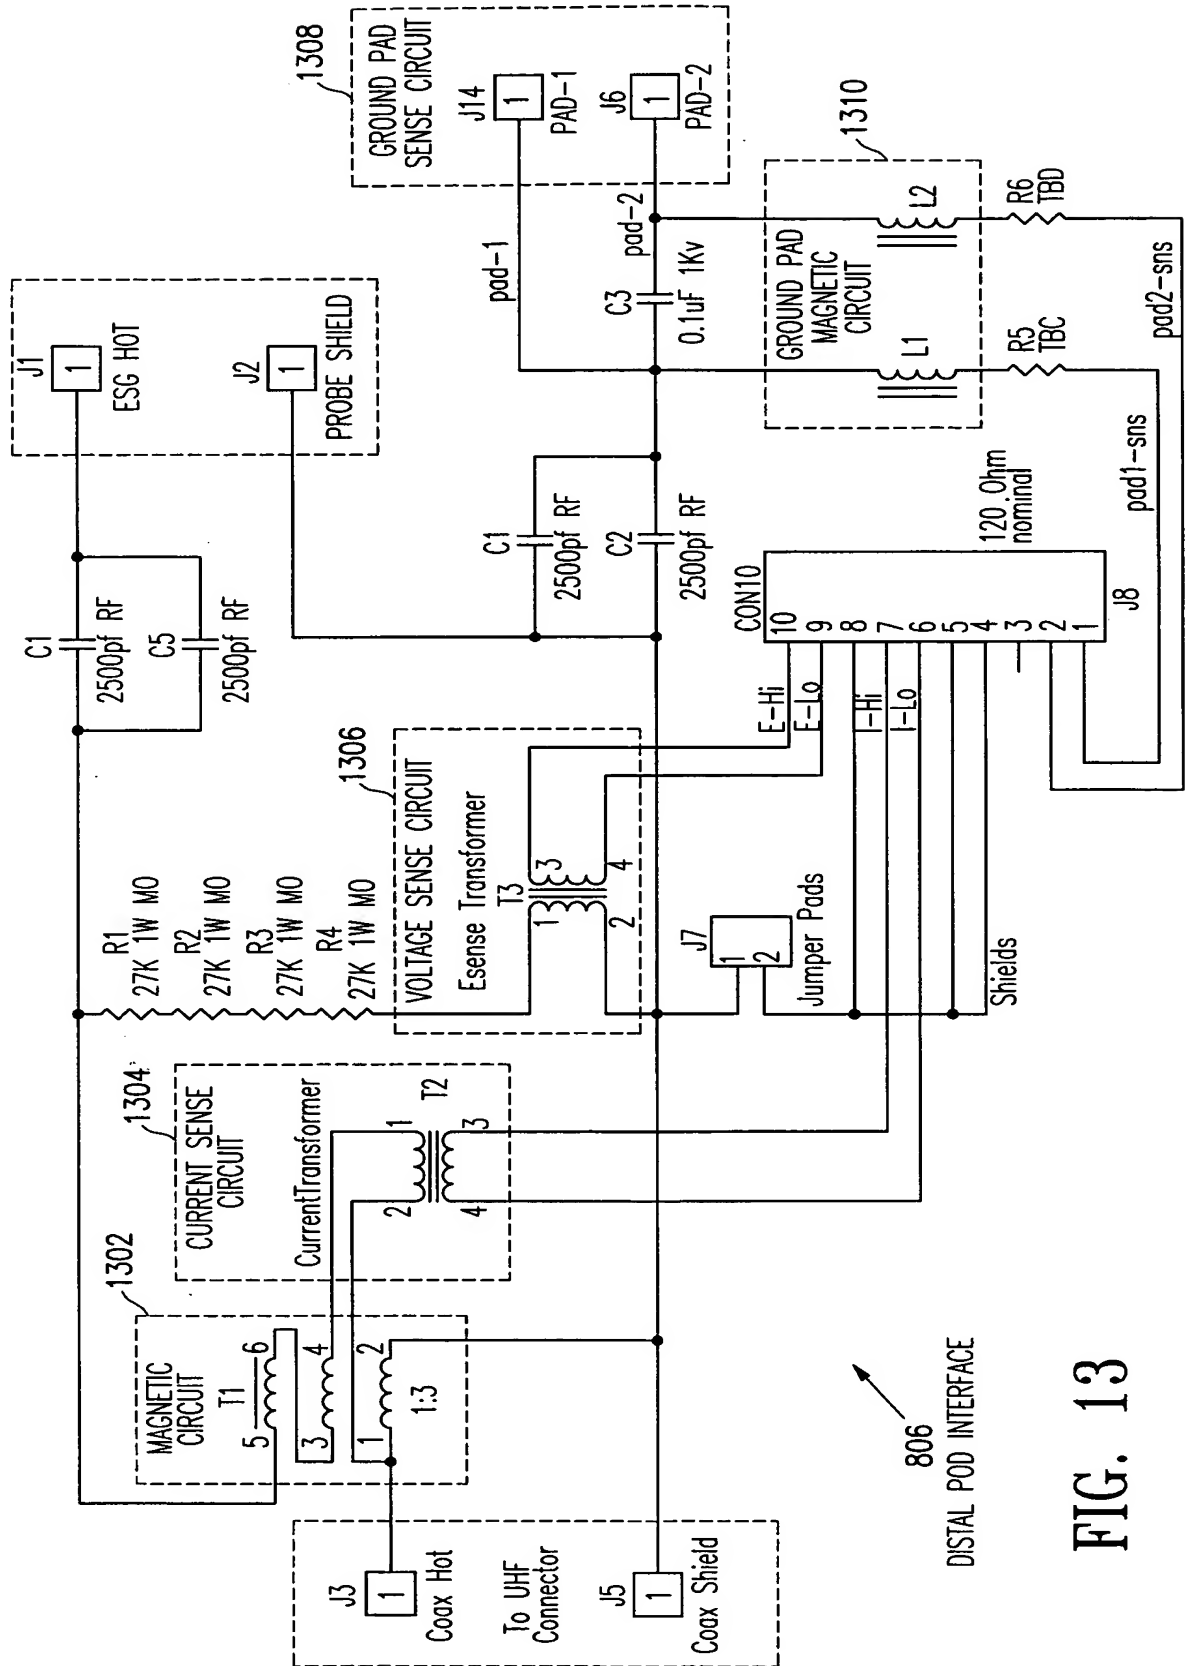 1302
MAGNETIC
CIRCUIT
T1
5
6
3
4
1
2
1:3
J3
1
Coax Hot
To UHF
Connector
J5
1
Coax Shield
1304
CURRENT SENSE
CIRCUIT
CurrentTransformer
2
1
T2
4
3
R1
27K 1W MO
R2
27K 1W MO
R3
27K 1W MO
R4
27K 1W MO
1306
VOLTAGE SENSE CIRCUIT
Esense Transformer
T3
1
3
2
4
J7
1
2
Jumper Pads
Shields
C1
2500pf RF
C5
2500pf RF
J1
1
ESG HOT
J2
1
PROBE SHIELD
C1
2500pf RF
C2
2500pf RF
1308
GROUND PAD
SENSE CIRCUIT
J14
1
PAD-1
J6
1
PAD-2
pad-1
pad-2
C3
0.1uF 1Kv
1310
GROUND PAD
MAGNETIC
CIRCUIT
L1
L2
R5
TBC
R6
TBD
pad1-sns
pad2-sns
CON10
E-Hi
10
E-Lo
9
8
I-Hi
7
I-Lo
6
5
4
3
2
1
J8
120 Ohm
nominal
806
DISTAL POD INTERFACE
FIG. 13